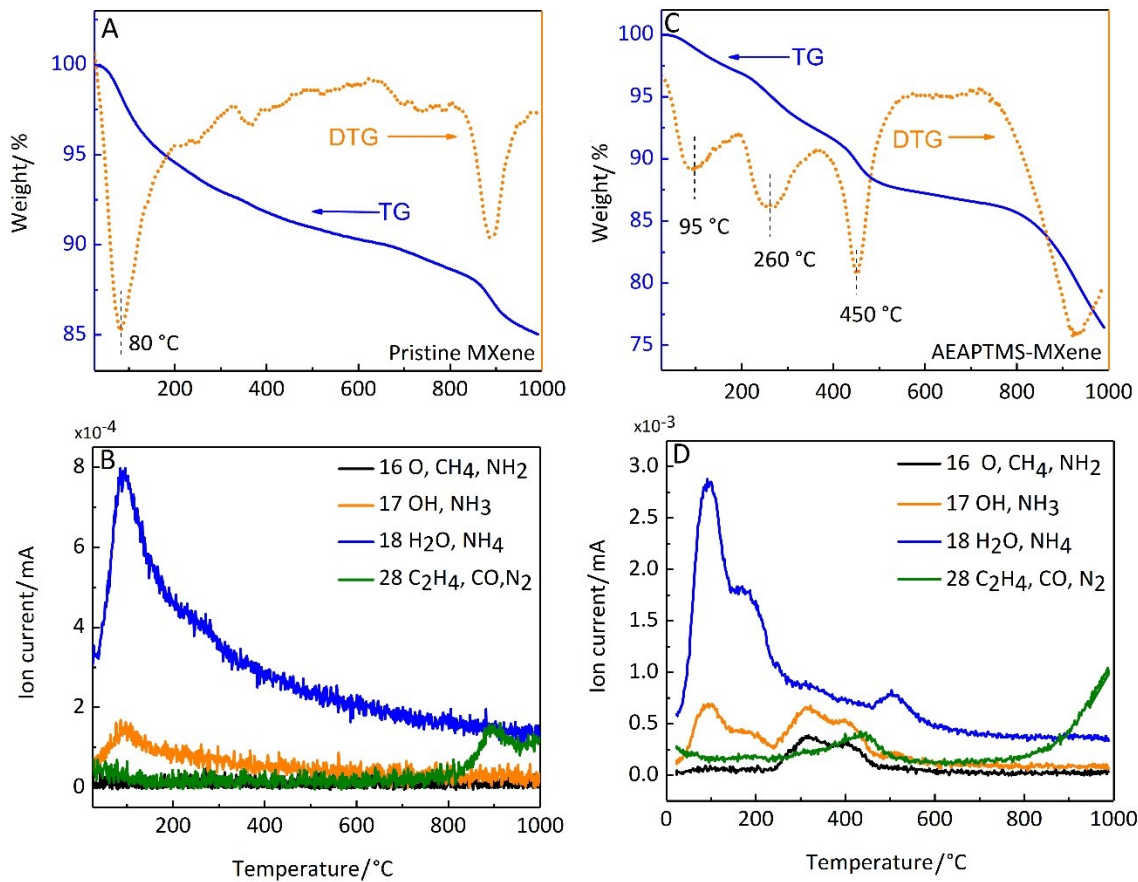 A
TG
DTG
TG
80 °C
Pristine MXene
Weight/ %
100
95
90
85
200 400 600 800 1000
C
TG
DTG
95 °C
260 °C
450 °C
AEAPTMS-MXene
Weight/ %
100
95
90
85
80
75
200 400 600 800 1000
x10⁻⁴
B
16 O, CH₄, NH₂
17 OH, NH₃
18 H₂O, NH₄
28 C₂H₄, CO,N₂
Ion current/mA
8
6
4
2
0
200 400 600 800 1000
Temperature/°C
x10⁻³
D
16 O, CH₄, NH₂
17 OH, NH₃
18 H₂O, NH₄
28 C₂H₄, CO, N₂
Ion current/mA
3.0
2.5
2.0
1.5
1.0
0.5
0.0
0 200 400 600 800 1000
Temperature/°C